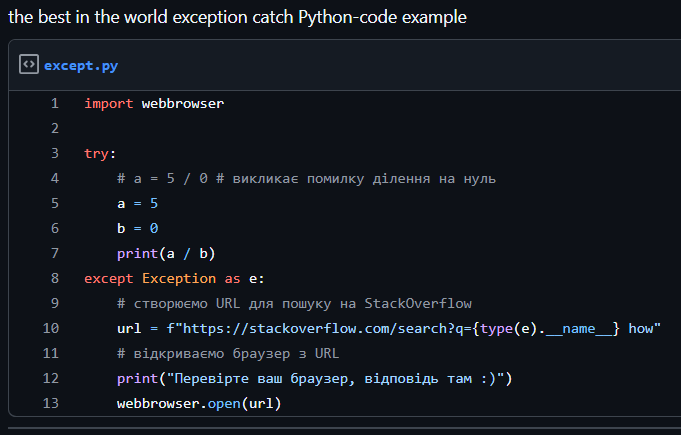 the best in the world exception catch Python-code example
except.py
1 import webbrowser
2
3 try:
4     # a = 5 / 0 # викликає помилку ділення на нуль
5     a = 5
6     b = 0
7     print(a / b)
8 except Exception as e:
9     # створюємо URL для пошуку на StackOverflow
10     url = f"https://stackoverflow.com/search?q={type(e).__name__} how"
11     # відкриваємо браузер з URL
12     print("Перевірте ваш браузер, відповідь там :)")
13     webbrowser.open(url)